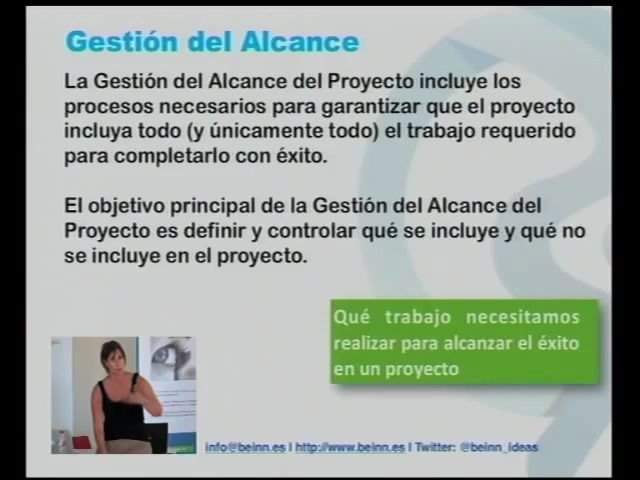 Gestión del Alcance
La Gestión del Alcance del Proyecto incluye los
procesos necesarios para garantizar que el proyecto
incluya todo (y únicamente todo) el trabajo requerido
para completarlo con éxito.
El objetivo principal de la Gestión del Alcance del
Proyecto es definir y controlar qué se incluye y qué no
se incluye en el proyecto.
Qué trabajo necesitamos
realizar para alcanzar el éxito
en un proyecto
info@beinn.es I http://www.beinn.es I Twitter: @beinn_ideas